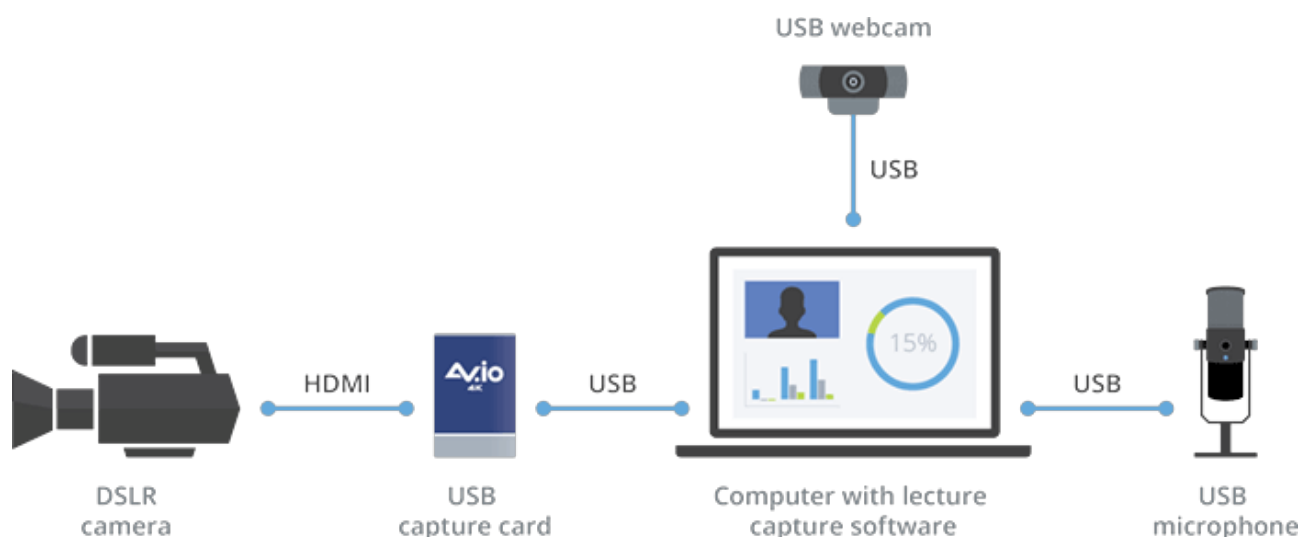 USB webcam
USB
HDMI
AV.io
4K
USB
15%
USB
DSLR
camera
USB
capture card
Computer with lecture
capture software
USB
microphone